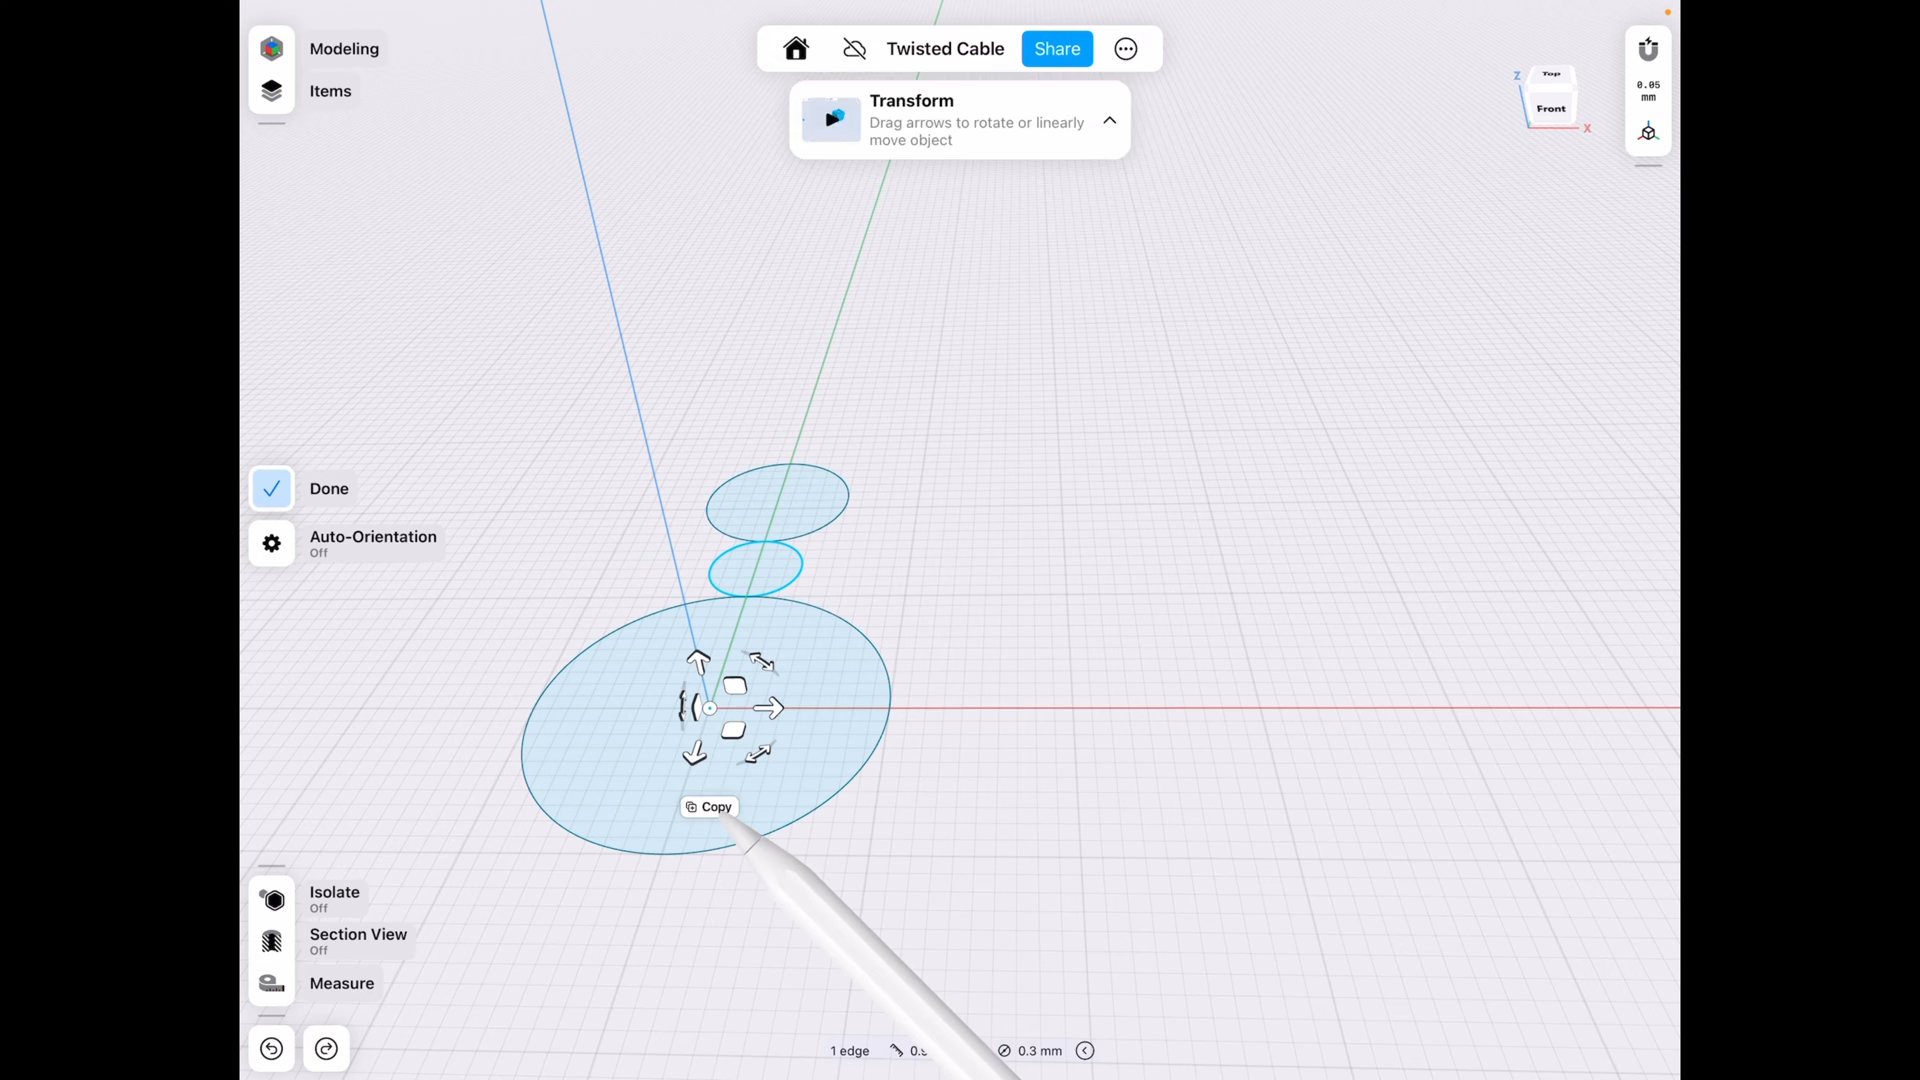 Modeling
Items
Twisted Cable
Share
Transform
Drag arrows to rotate or linearly
move object
Z
Top
Front
X
0.05
mm
Done
Auto-Orientation
Off
Copy
Isolate
Off
Section View
Off
Measure
1 edge
0.3 mm